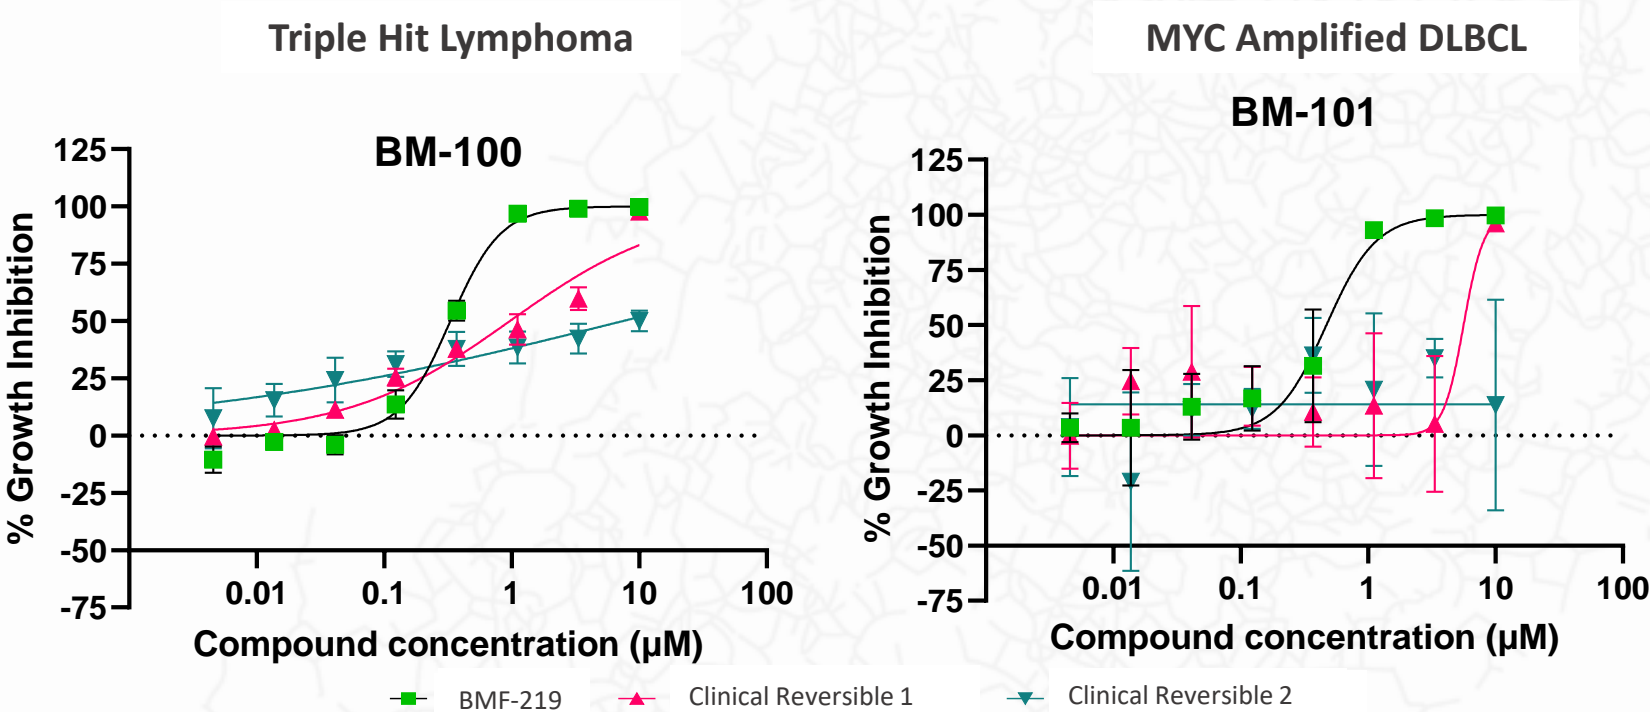 Triple Hit Lymphoma
MYC Amplified DLBCL
BM-100
125
100
75
50
25
0
-25
-50
-75
% Growth Inhibition
0.01
0.1
1
10
100
Compound concentration (µM)
BM-101
125
100
75
50
25
0
-25
-50
-75
% Growth Inhibition
0.01
0.1
1
10
100
Compound concentration (µM)
BMF-219
Clinical Reversible 1
Clinical Reversible 2